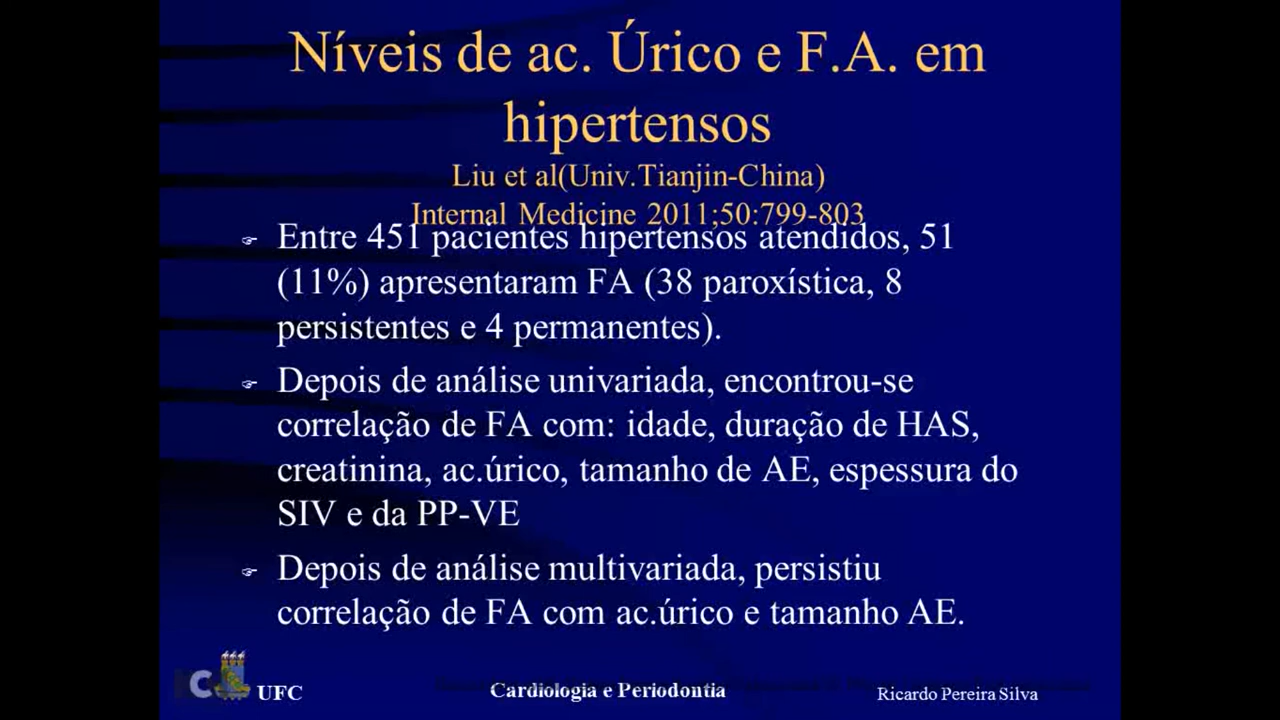 Níveis de ac. Úrico e F.A. em
hipertensos
Liu et al(Univ.Tianjin-China)
Internal Medicine 2011;50:799-803
Entre 451 pacientes hipertensos atendidos, 51
(11%) apresentaram FA (38 paroxística, 8
persistentes e 4 permanentes).
Depois de análise univariada, encontrou-se
correlação de FA com: idade, duração de HAS,
creatinina, ac.úrico, tamanho de AE, espessura do
SIV e da PP-VE
Depois de análise multivariada, persistiu
correlação de FA com ac.úrico e tamanho AE.
UFC
Cardiologia e Periodontia
Ricardo Pereira Silva